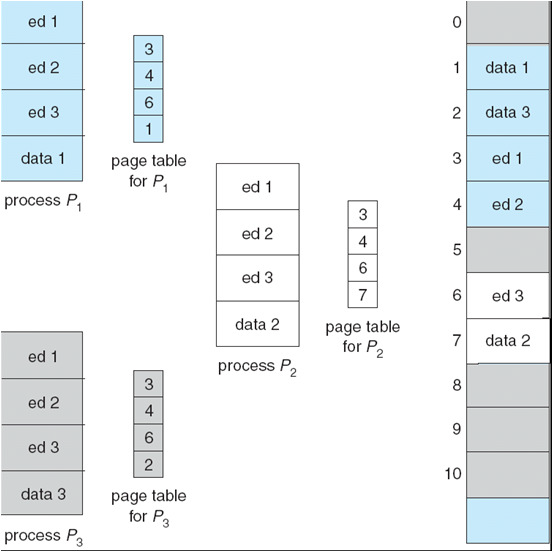 ed 1
ed 2
ed 3
data 1
process P1
3
4
6
1
page table
for P1
ed 1
ed 2
ed 3
data 2
process P2
3
4
6
7
page table
for P2
ed 1
ed 2
ed 3
data 3
process P3
3
4
6
2
page table
for P3
0
1 data 1
2 data 3
3 ed 1
4 ed 2
5
6 ed 3
7 data 2
8
9
10